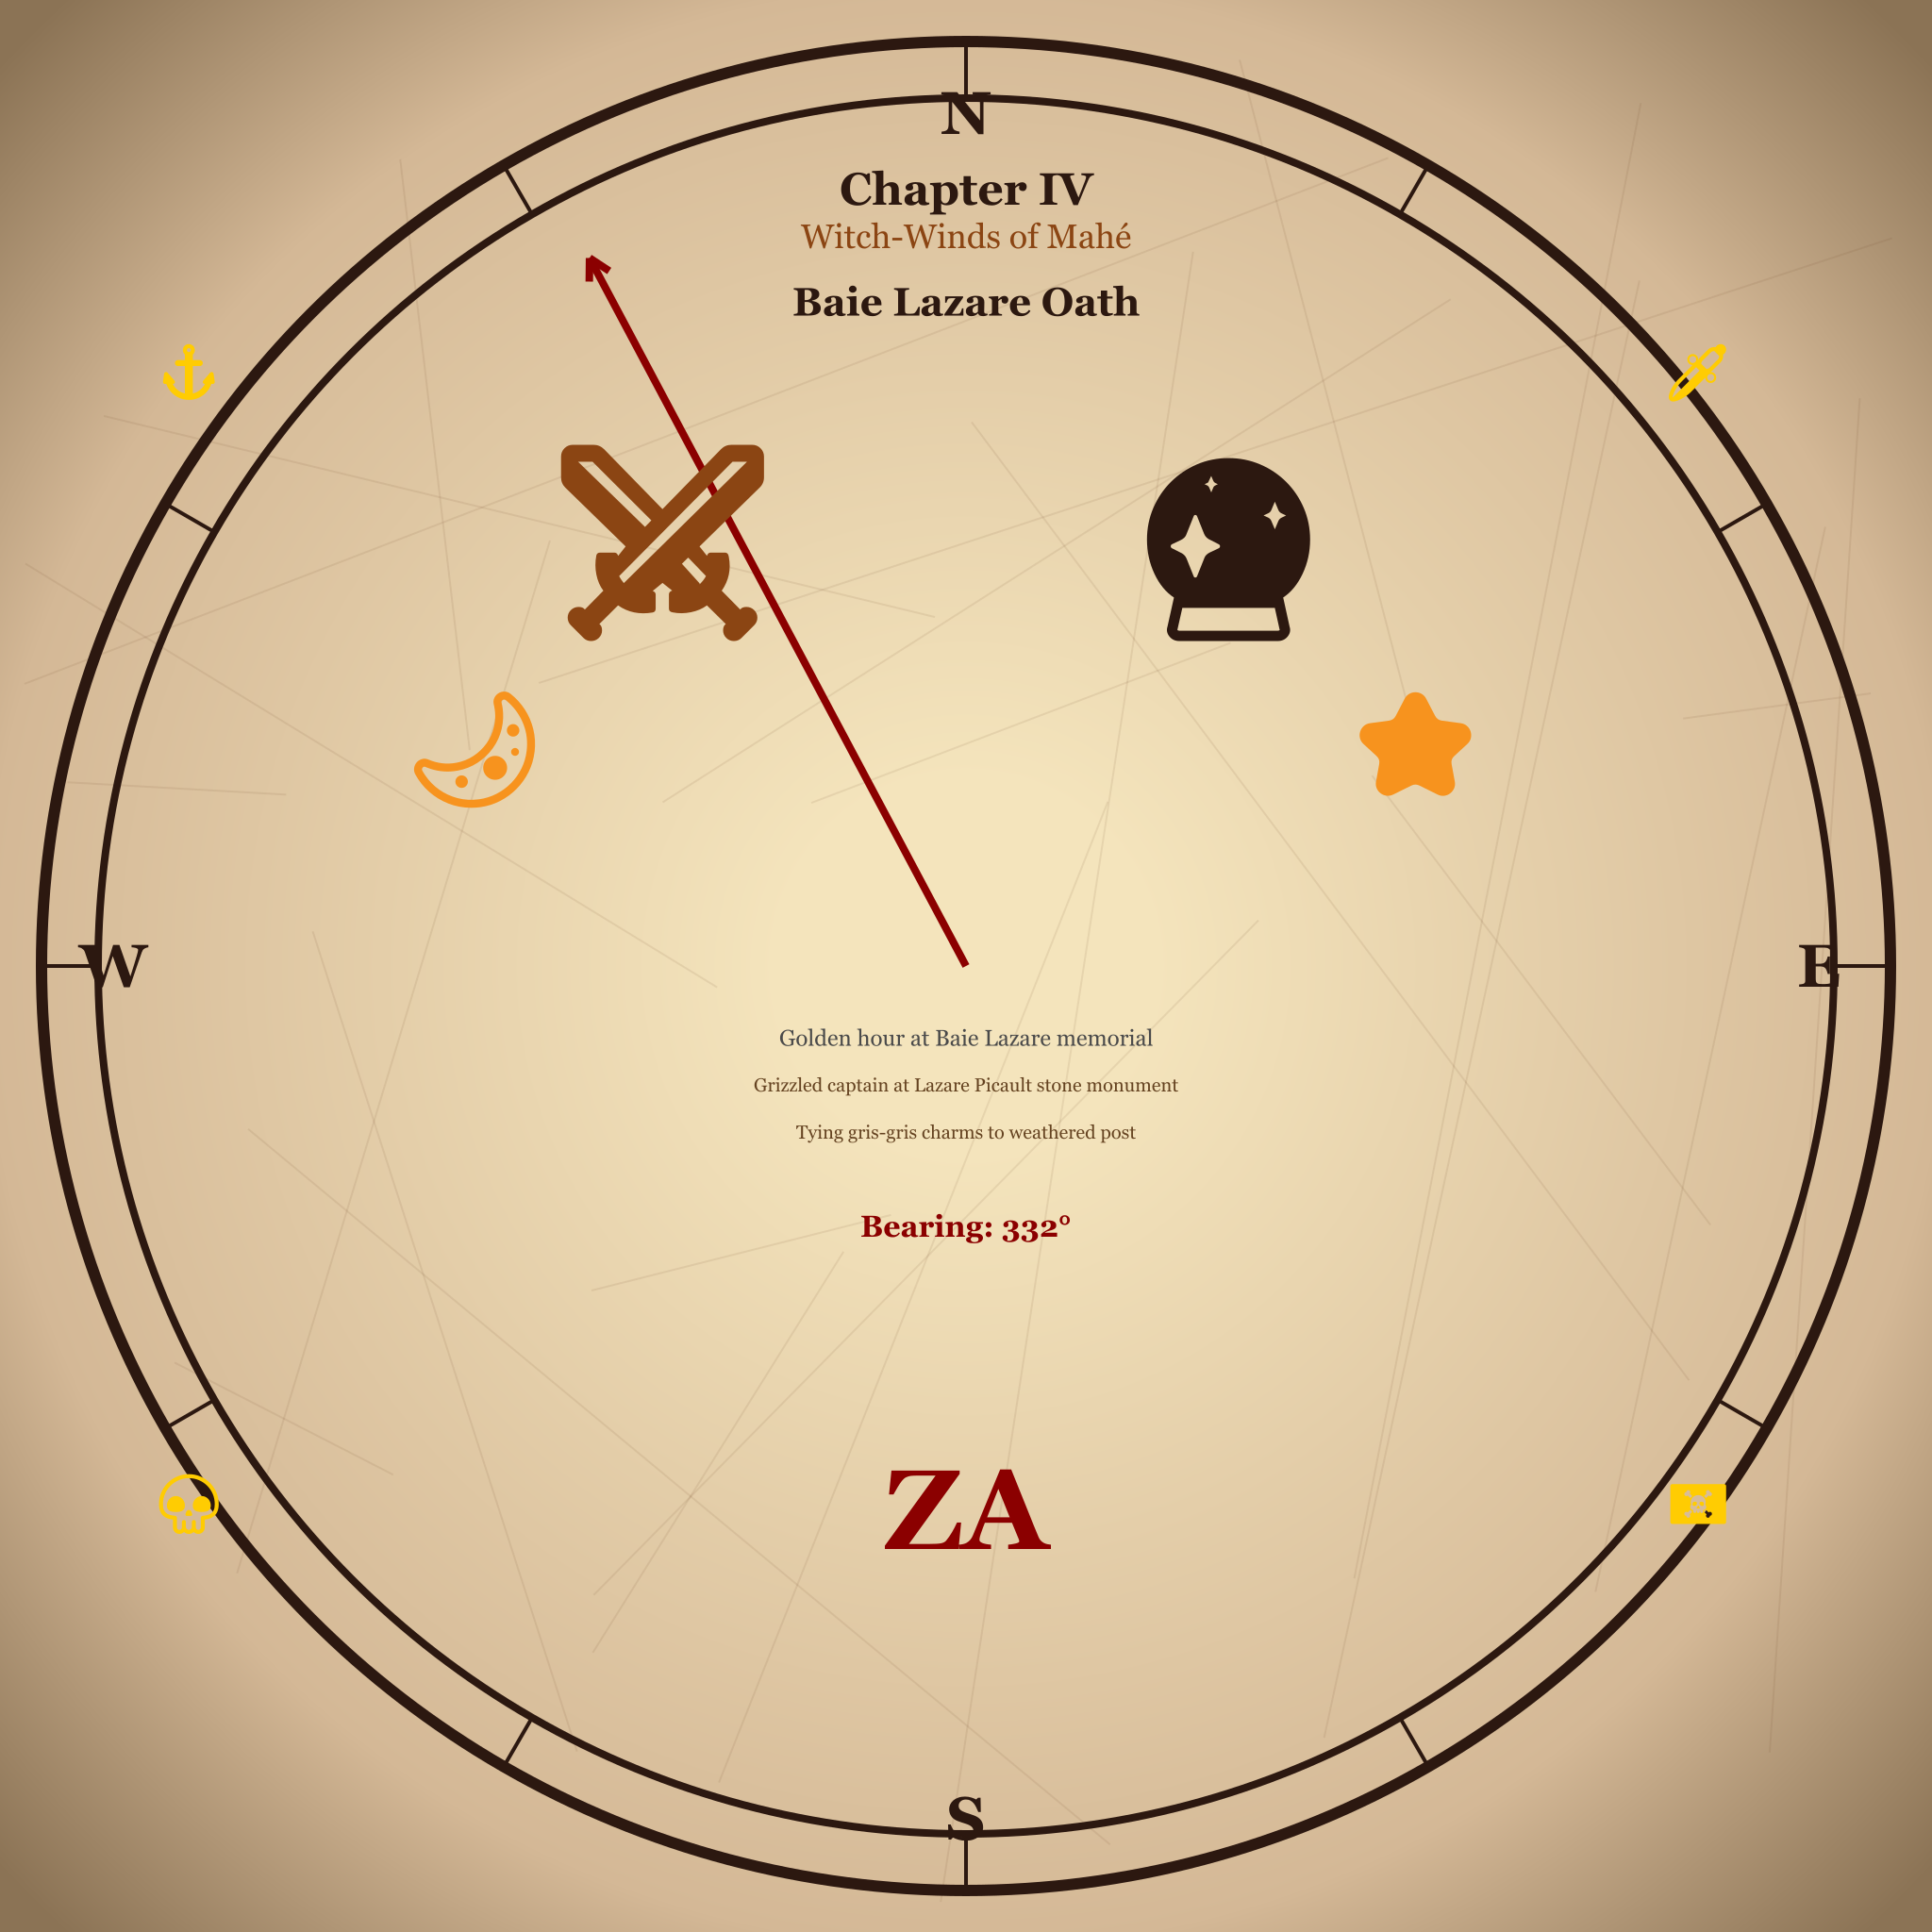 N
Chapter IV
Witch-Winds of Mahé
Baie Lazare Oath
W
E
Golden hour at Baie Lazare memorial
Grizzled captain at Lazare Picault stone monument
Tying gris-gris charms to weathered post
Bearing: 332°
ZA
S